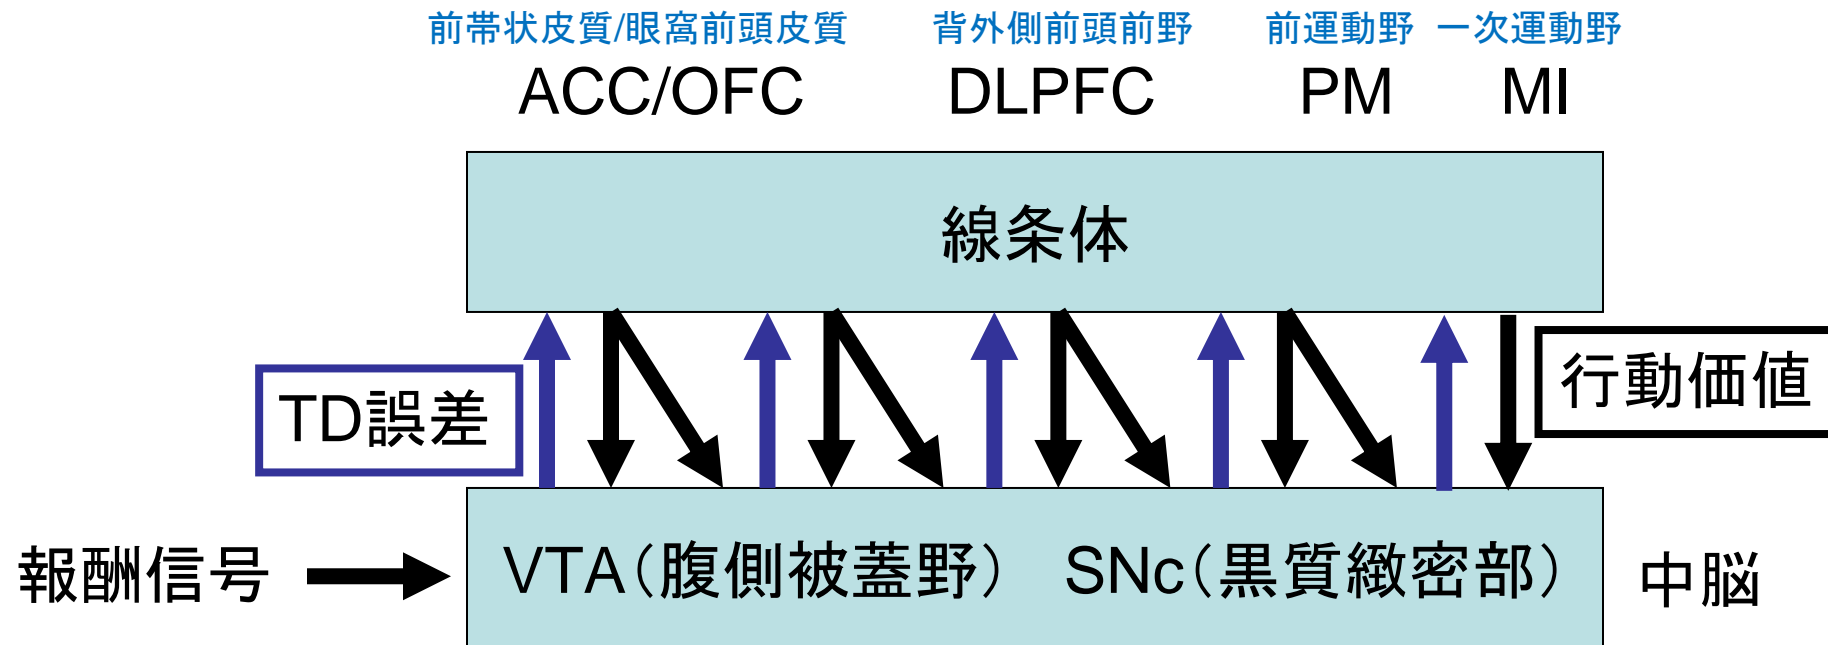 前帯状皮質/眼窩前頭皮質 背外側前頭前野 前運動野 一次運動野
ACC/OFC DLPFC PM MI
線条体
TD誤差 行動価値
報酬信号 VTA（腹側被蓋野） SNc（黒質緻密部） 中脳